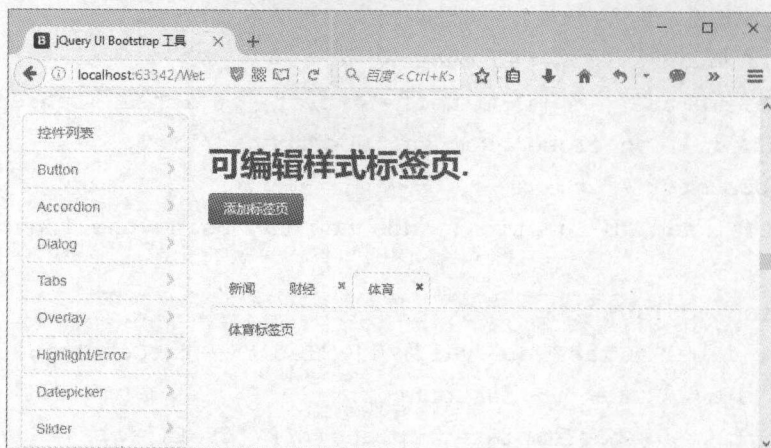 jQuery UI Bootstrap 工具
localhost:63342/Wet
百度 <Ctrl+K>
控件列表
Button
Accordion
Dialog
Tabs
Overlay
Highlight/Error
Datepicker
Slider
可编辑样式标签页.
添加标签页
新闻 财经 体育
体育标签页